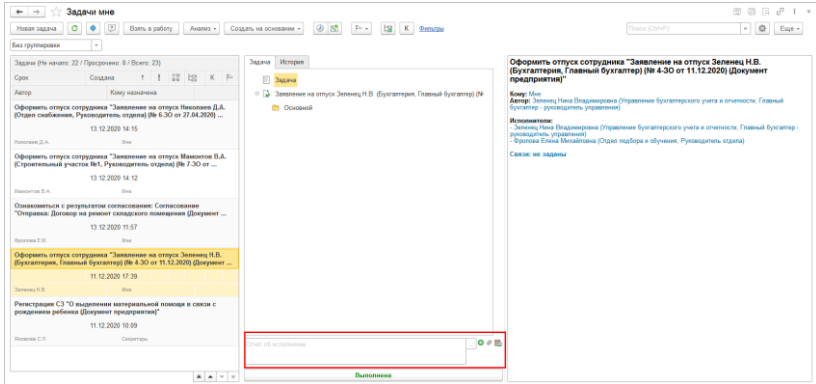 Задачи мне
Новая задача
Взять в работу
Анализ
Создать на основании
К
Фильтры
Поиск (Ctrl+F)
Еще
Без группировки
Задачи (Не начато: 22 / Просрочено: 0 / Всего: 23)
Срок Создана ↑ ! К
Автор Кому назначена
Оформить отпуск сотрудника "Заявление на отпуск Николаев Д.А.
(Отдел снабжения, Руководитель отдела) (№ 6-ЗО от 27.04.2020) ...
13.12.2020 14:15
Николаев Д.А. Мне
Оформить отпуск сотрудника "Заявление на отпуск Мамонтов В.А.
(Строительный участок №1, Руководитель отдела) (№ 7-ЗО от ...
13.12.2020 14:12
Мамонтов В.А. Мне
Ознакомиться с результатом согласования: Согласование
"Отправка: Договор на ремонт складского помещения (Документ ...
13.12.2020 11:57
Фролова Е.М. Мне
Оформить отпуск сотрудника "Заявление на отпуск Зеленец Н.В.
(Бухгалтерия, Главный бухгалтер) (№ 4-ЗО от 11.12.2020) (Документ ...
11.12.2020 17:39
Зеленец Н.В. Мне
Регистрация СЗ "О выделении материальной помощи в связи с
рождением ребенка (Документ предприятия)"
11.12.2020 10:09
Яковлев С.П. Секретарь
Задача История
Задача
Заявление на отпуск Зеленец Н.В. (Бухгалтерия, Главный бухгалтер) (№
Основной
Отчет об исполнении
...
Выполнена
Оформить отпуск сотрудника "Заявление на отпуск Зеленец Н.В.
(Бухгалтерия, Главный бухгалтер) (№ 4-ЗО от 11.12.2020) (Документ
предприятия)"
Кому: Мне
Автор: Зеленец Нина Владимировна (Управление бухгалтерского учета и отчетности, Главный
бухгалтер - руководитель управления)
Исполнители:
- Зеленец Нина Владимировна (Управление бухгалтерского учета и отчетности, Главный бухгалтер -
руководитель управления)
- Фролова Елена Михайловна (Отдел подбора и обучения, Руководитель отдела)
Связи: не заданы